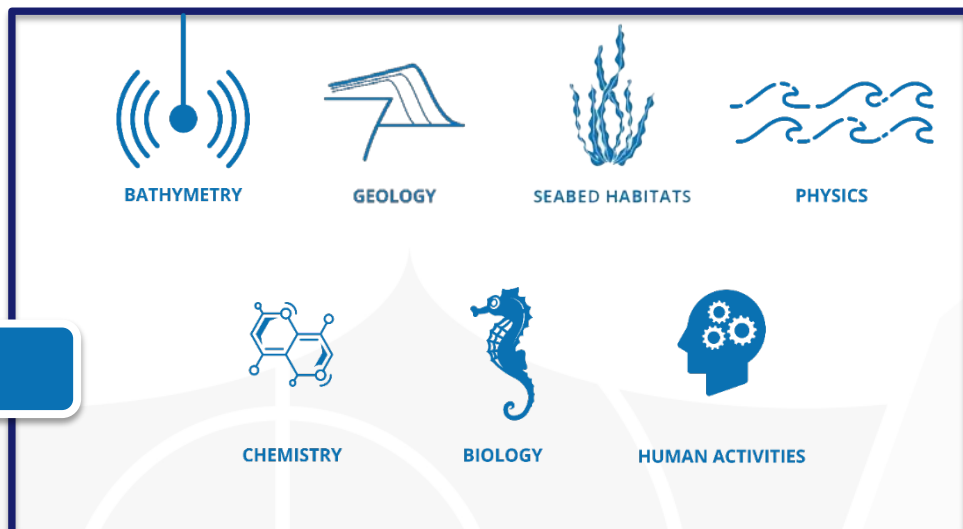 BATHYMETRY
GEOLOGY
SEABED HABITATS
PHYSICS
CHEMISTRY
BIOLOGY
HUMAN ACTIVITIES